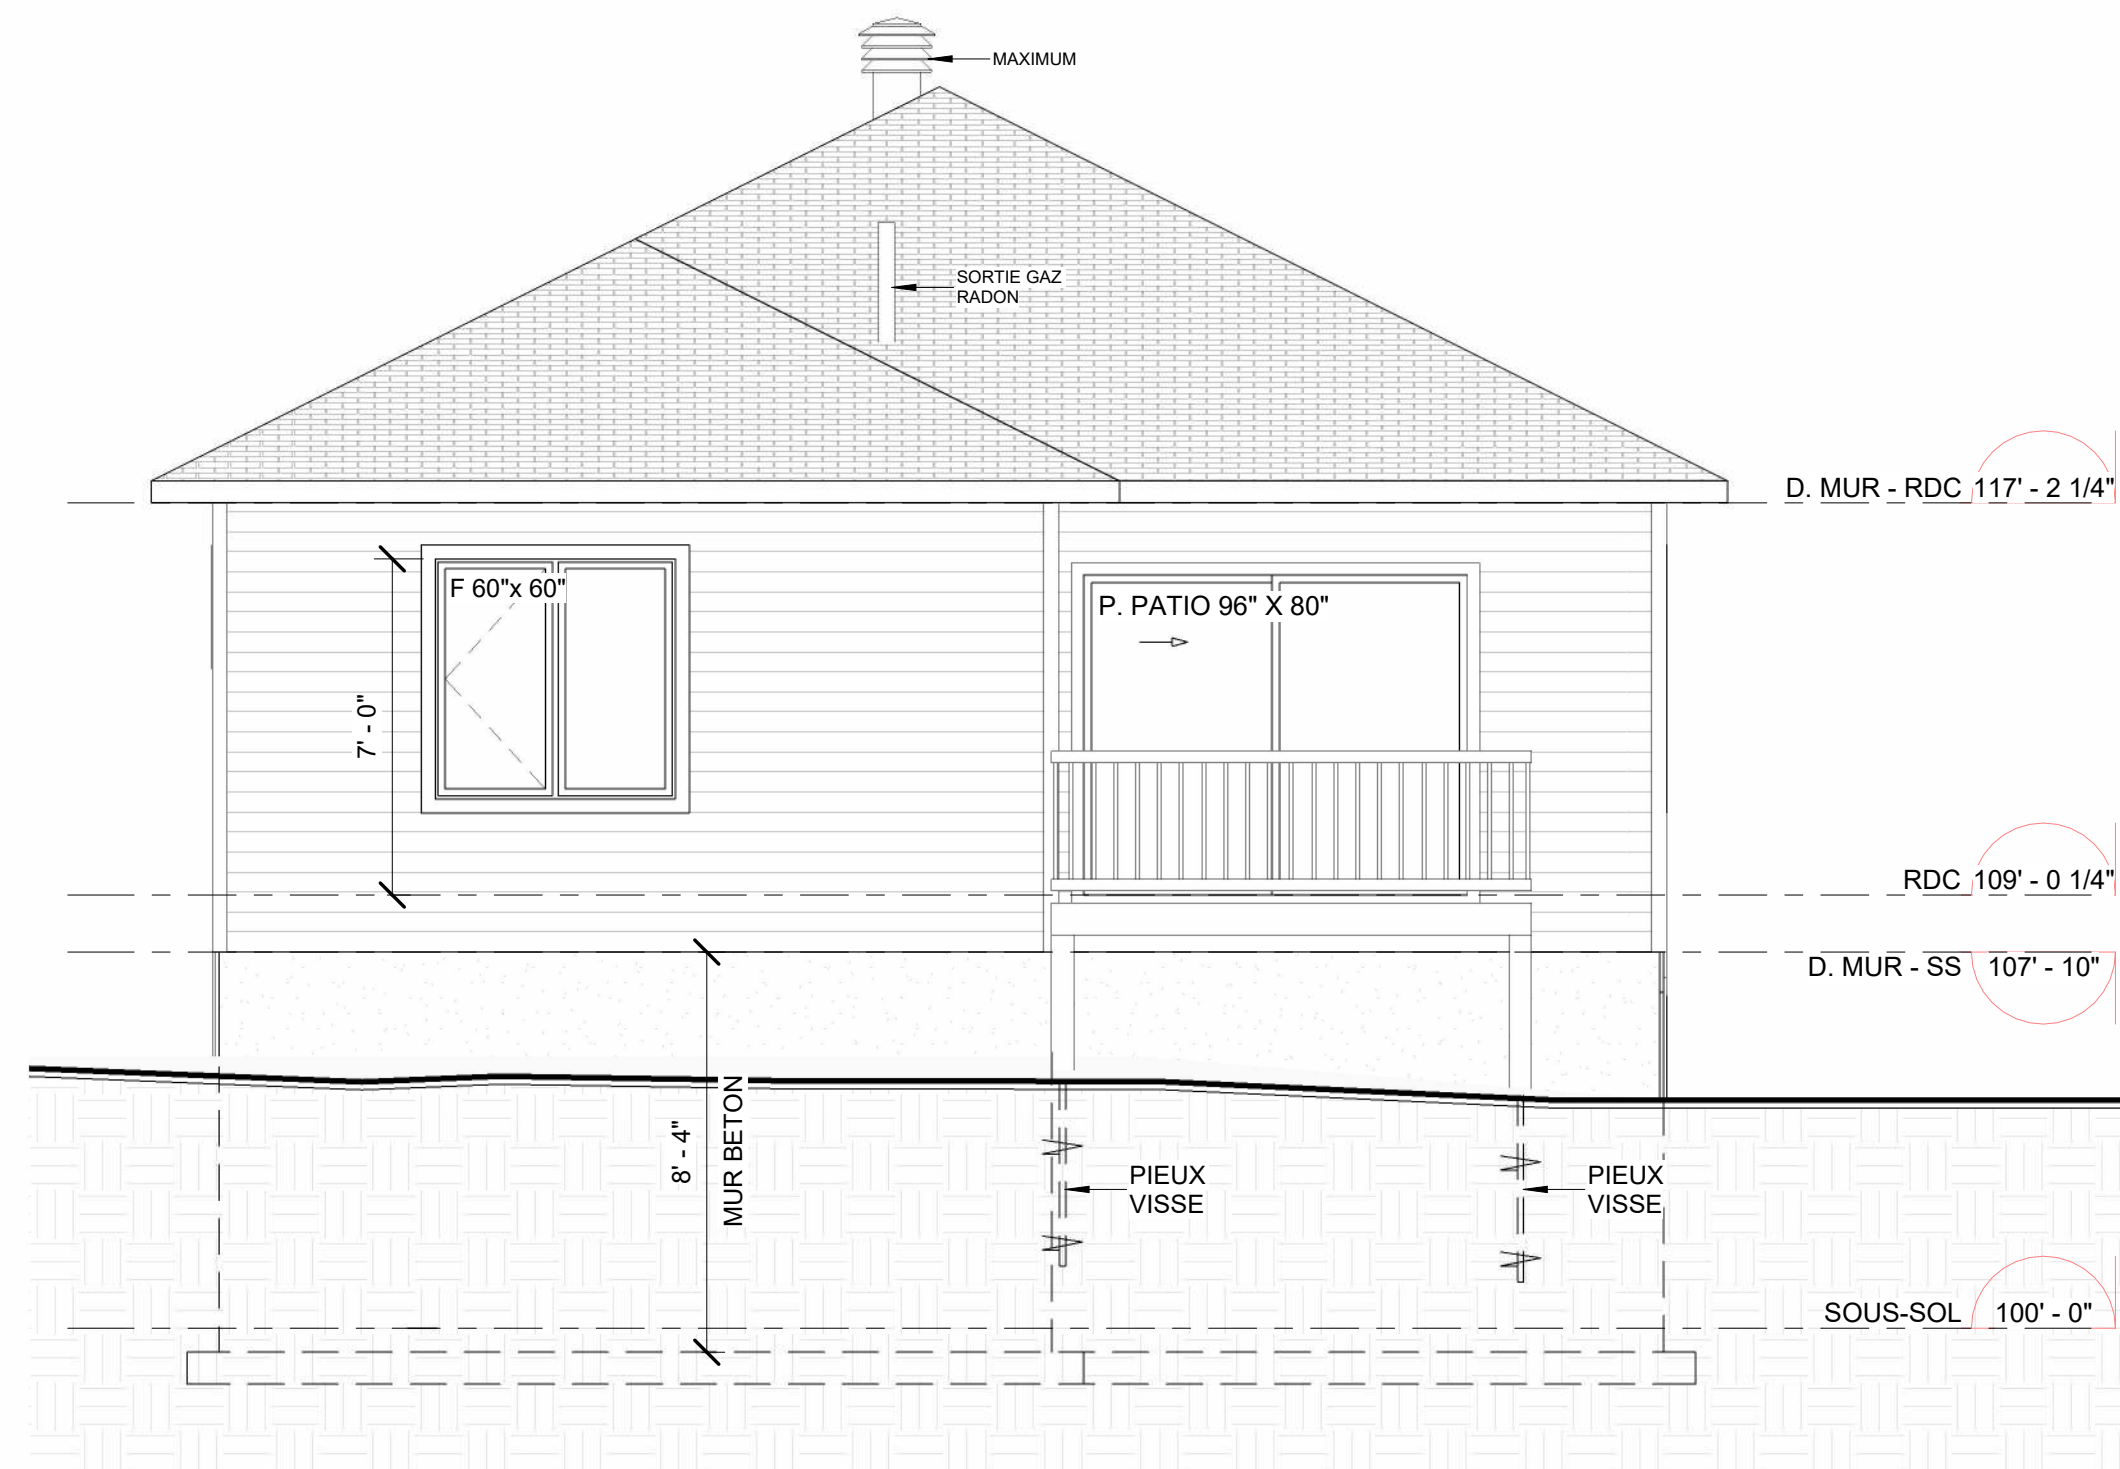 MAXIMUM
SORTIE GAZ
RADON
D. MUR - RDC 117' - 2 1/4"
F 60"x 60"
P. PATIO 96" X 80"
7' - 0"
RDC 109' - 0 1/4"
D. MUR - SS 107' - 10"
8' - 4"
MUR BETON
PIEUX
VISSE
PIEUX
VISSE
SOUS-SOL 100' - 0"